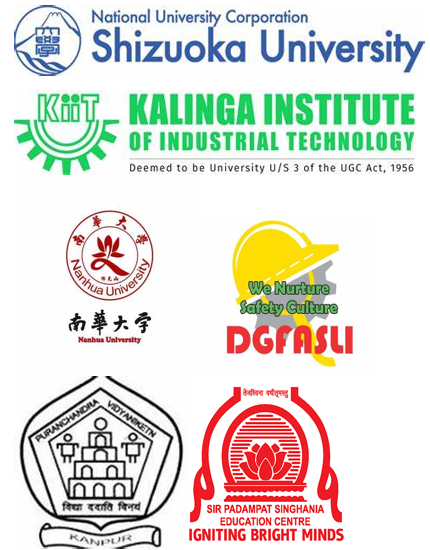 National University Corporation
Shizuoka University
KiiT
KALINGA INSTITUTE
OF INDUSTRIAL TECHNOLOGY
Deemed to be University U/S 3 of the UGC Act, 1956
南華大學
Nanhua University
南華大学
Nanhua University
We Nurture
Safety Culture
DGFASLI
PURANCHANDRA VIDYANIKETN
विद्या ददाति विनयं
KANPUR
तेजस्विना वधीतमस्तु
SIR PADAMPAT SINGHANIA
EDUCATION CENTRE
IGNITING BRIGHT MINDS